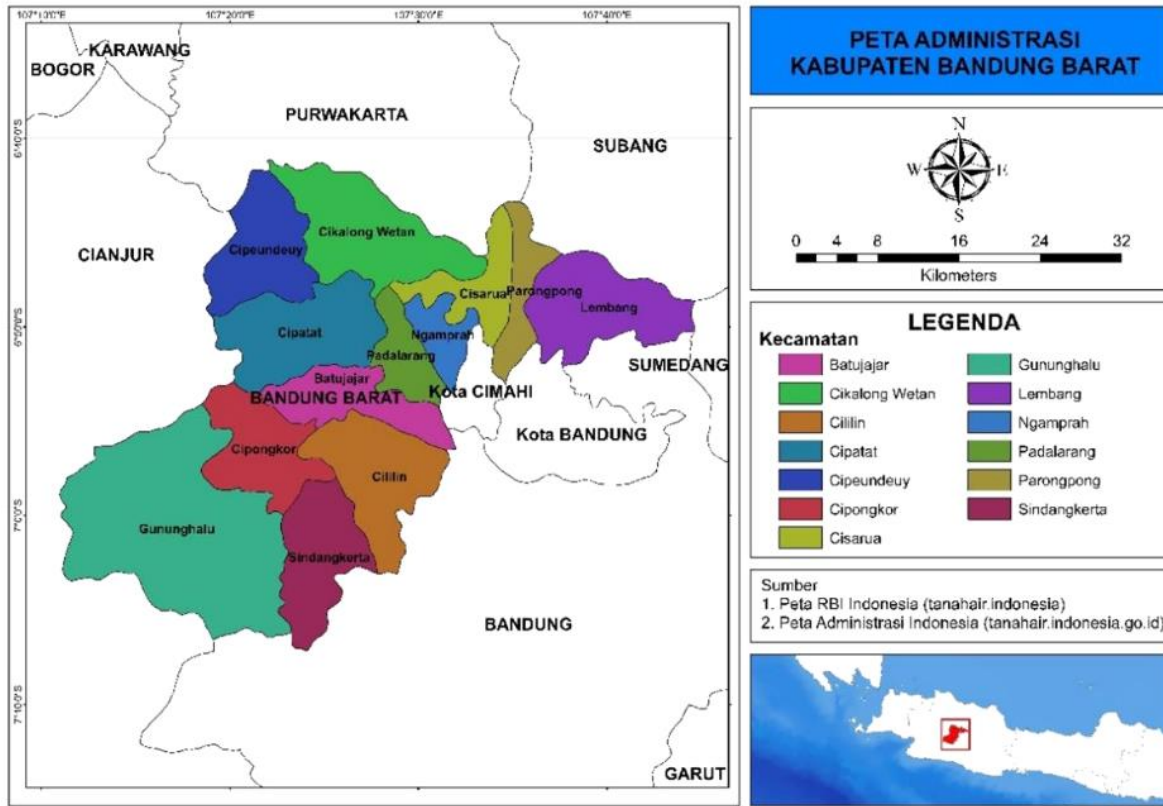 107°10'0"E 107°20'0"E 137°30'0"E 107°40'0"E
6°40'0"S
6°50'0"S
7°0'0"S
7°10'0"S
KARAWANG
BOGOR
PURWAKARTA
SUBANG
CIANJUR
Cikalong Wetan
Cipeundeuy
Cisarua
Parongpong
Lembang
Cipatat
Ngamprah
Padalarang
SUMEDANG
Batujajar
BANDUNG BARAT
Kota CIMAHI
Kota BANDUNG
Cipongkor
Cililin
Gununghalu
Sindangkerta
BANDUNG
GARUT
PETA ADMINISTRASI
KABUPATEN BANDUNG BARAT
N
W E
S
0 4 8 16 24 32
Kilometers
LEGENDA
Kecamatan
Batujajar
Cikalong Wetan
Cililin
Cipatat
Cipeundeuy
Cipongkor
Cisarua
Gununghalu
Lembang
Ngamprah
Padalarang
Parongpong
Sindangkerta
Sumber
1. Peta RBI Indonesia (tanahair.indonesia)
2. Peta Administrasi Indonesia (tanahair.indonesia.go.id)